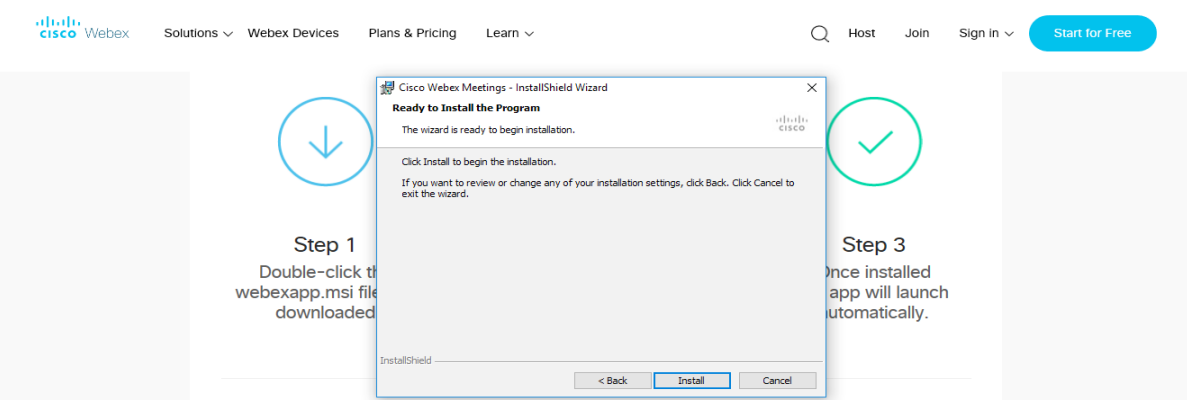 CISCO Webex
Solutions
Webex Devices
Plans & Pricing
Learn
Host
Join
Sign in
Start for Free
Cisco Webex Meetings - InstallShield Wizard
Ready to Install the Program
The wizard is ready to begin installation.
CISCO
Click Install to begin the installation.
If you want to review or change any of your installation settings, click Back. Click Cancel to
exit the wizard.
InstallShield
< Back
Install
Cancel
Step 1
Double-click
webexapp.msi
downloaded
Step 3
installed
app will launch